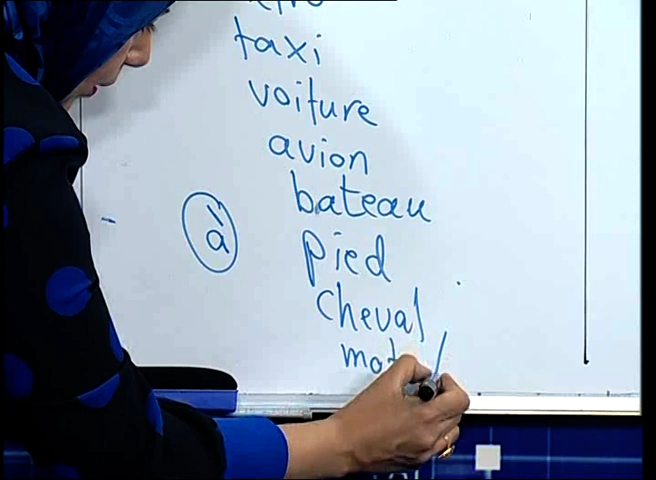 taxi
voiture
avion
bateau
à pied
cheval